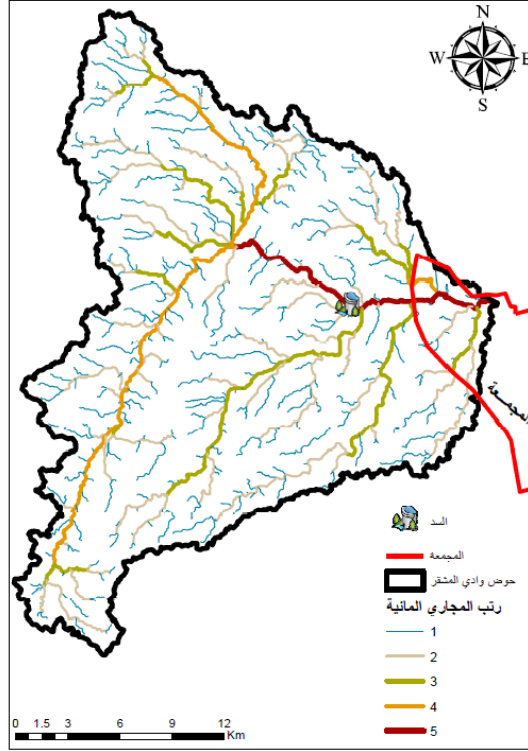 N
W E
S
المجمعة
السد
المجمعة
حوض وادي المشقر
رتب المجاري المائية
1
2
3
4
5
0 1.5 3 6 9 12
Km